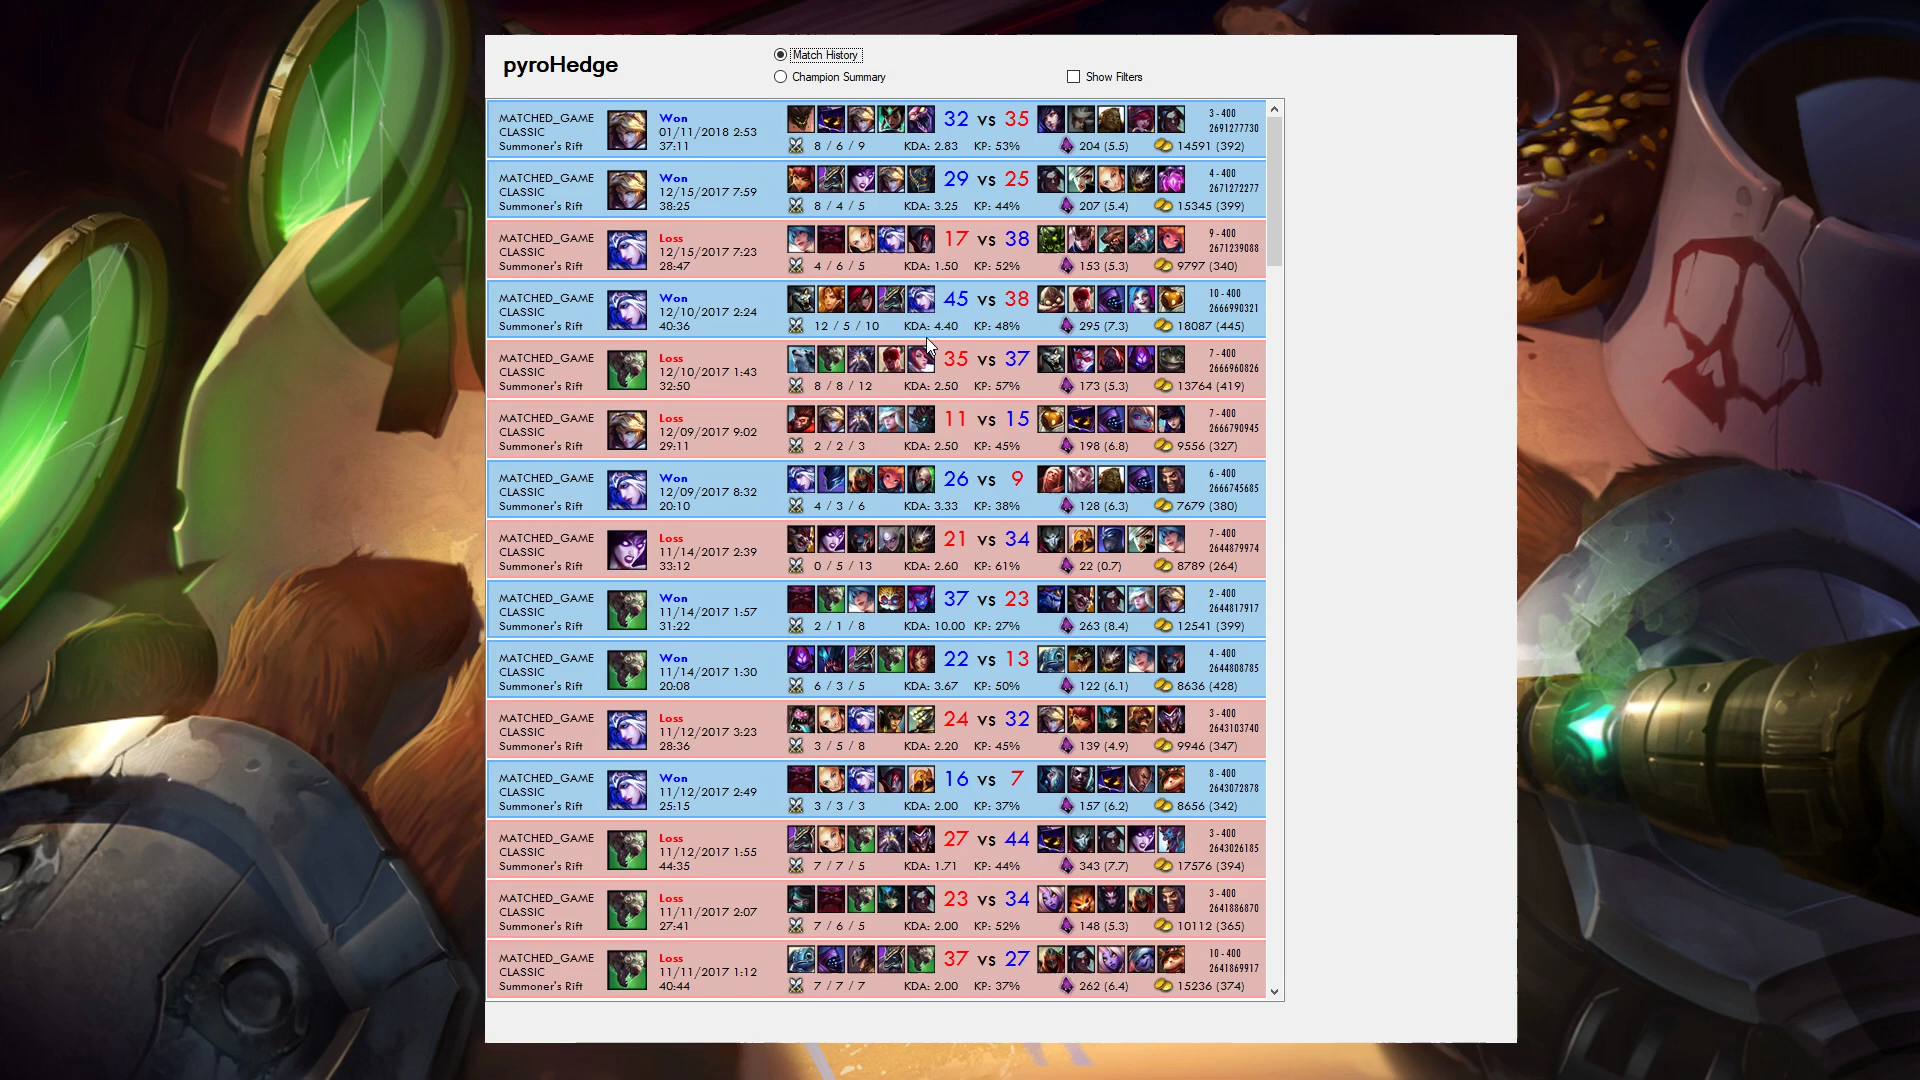 pyroHedge
Match History
Champion Summary
Show Filters
MATCHED_GAME Won 32 vs 35 3 - 400
CLASSIC 01/11/2018 2:53 2691277730
Summoner's Rift 37:11 8 / 6 / 9 KDA: 2.83 KP: 53% 204 (5.5) 14591 (392)
MATCHED_GAME Won 29 vs 25 4 - 400
CLASSIC 12/15/2017 7:59 2671272277
Summoner's Rift 38:25 8 / 4 / 5 KDA: 3.25 KP: 44% 207 (5.4) 15345 (399)
MATCHED_GAME Loss 17 vs 38 9 - 400
CLASSIC 12/15/2017 7:23 2671239088
Summoner's Rift 28:47 4 / 6 / 5 KDA: 1.50 KP: 52% 153 (5.3) 9797 (340)
MATCHED_GAME Won 45 vs 38 10 - 400
CLASSIC 12/10/2017 2:24 2666990321
Summoner's Rift 40:36 12 / 5 / 10 KDA: 4.40 KP: 48% 295 (7.3) 18087 (445)
MATCHED_GAME Loss 35 vs 37 7 - 400
CLASSIC 12/10/2017 1:43 2666960826
Summoner's Rift 32:50 8 / 8 / 12 KDA: 2.50 KP: 57% 173 (5.3) 13764 (419)
MATCHED_GAME Loss 11 vs 15 7 - 400
CLASSIC 12/09/2017 9:02 2666790945
Summoner's Rift 29:11 2 / 2 / 3 KDA: 2.50 KP: 45% 198 (6.8) 9556 (327)
MATCHED_GAME Won 26 vs 9 6 - 400
CLASSIC 12/09/2017 8:32 2666745685
Summoner's Rift 20:10 4 / 3 / 6 KDA: 3.33 KP: 38% 128 (6.3) 7679 (380)
MATCHED_GAME Loss 21 vs 34 7 - 400
CLASSIC 11/14/2017 2:39 2644879974
Summoner's Rift 33:12 0 / 5 / 13 KDA: 2.60 KP: 61% 22 (0.7) 8789 (264)
MATCHED_GAME Won 37 vs 23 2 - 400
CLASSIC 11/14/2017 1:57 2644817917
Summoner's Rift 31:22 2 / 1 / 8 KDA: 10.00 KP: 27% 263 (8.4) 12541 (399)
MATCHED_GAME Won 22 vs 13 4 - 400
CLASSIC 11/14/2017 1:30 2644808785
Summoner's Rift 20:08 6 / 3 / 5 KDA: 3.67 KP: 50% 122 (6.1) 8636 (428)
MATCHED_GAME Loss 24 vs 32 3 - 400
CLASSIC 11/12/2017 3:23 2643103740
Summoner's Rift 28:36 3 / 5 / 8 KDA: 2.20 KP: 45% 139 (4.9) 9946 (347)
MATCHED_GAME Won 16 vs 7 8 - 400
CLASSIC 11/12/2017 2:49 2643072878
Summoner's Rift 25:15 3 / 3 / 3 KDA: 2.00 KP: 37% 157 (6.2) 8656 (342)
MATCHED_GAME Loss 27 vs 44 3 - 400
CLASSIC 11/12/2017 1:55 2643026185
Summoner's Rift 44:35 7 / 7 / 5 KDA: 1.71 KP: 44% 343 (7.7) 17576 (394)
MATCHED_GAME Loss 23 vs 34 3 - 400
CLASSIC 11/11/2017 2:07 2641886870
Summoner's Rift 27:41 7 / 6 / 5 KDA: 2.00 KP: 52% 148 (5.3) 10112 (365)
MATCHED_GAME Loss 37 vs 27 10 - 400
CLASSIC 11/11/2017 1:12 2641869917
Summoner's Rift 40:44 7 / 7 / 7 KDA: 2.00 KP: 37% 262 (6.4) 15236 (374)